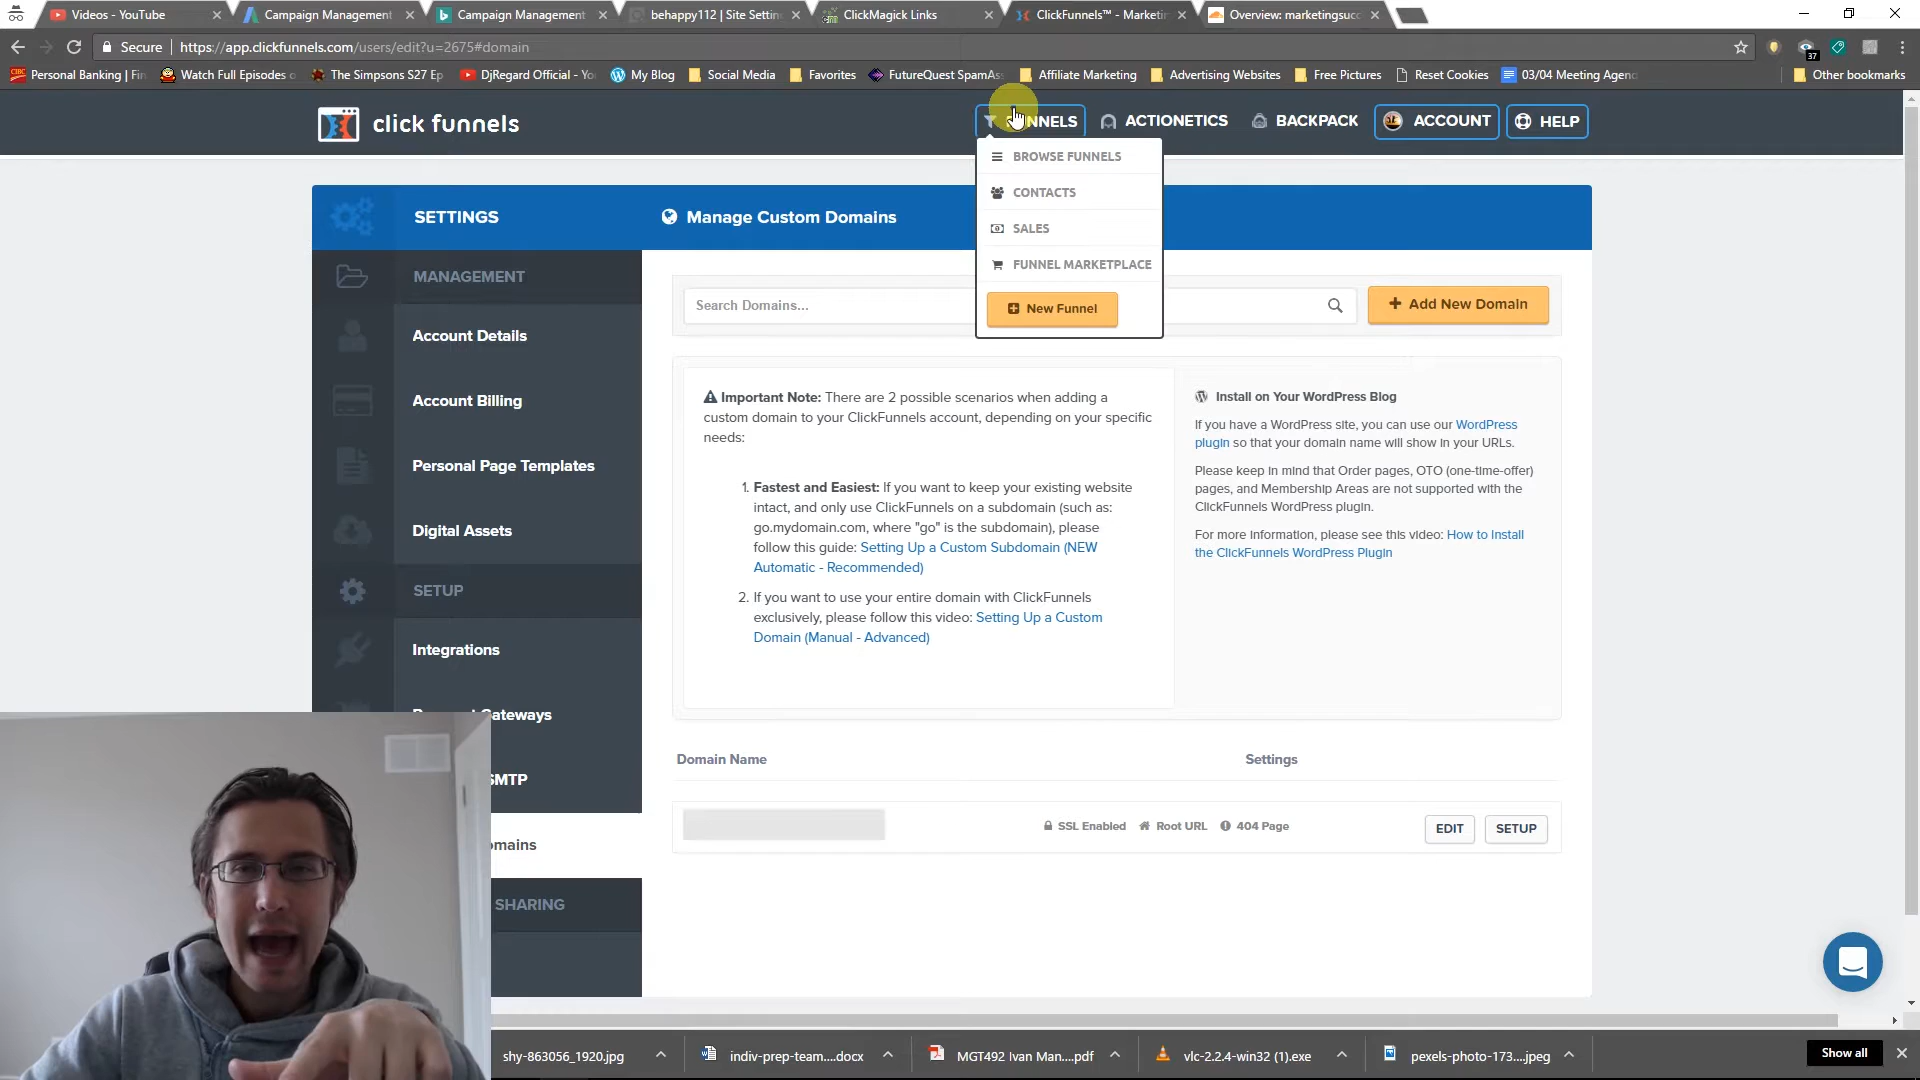 Videos - YouTube
Campaign Management
Campaign Management
behappy112 | Site Settin
ClickMagick Links
ClickFunnels™ - Marketin
Overview: marketingsucc
Secure
https://app.clickfunnels.com/users/edit?u=2675#domain
37
Personal Banking | Fin
Watch Full Episodes o
The Simpsons S27 Ep
DjRegard Official - Yo
My Blog
Social Media
Favorites
FutureQuest SpamAss
Affiliate Marketing
Advertising Websites
Free Pictures
Reset Cookies
03/04 Meeting Agend
Other bookmarks
click funnels
NNELS
ACTIONETICS
BACKPACK
ACCOUNT
HELP
BROWSE FUNNELS
CONTACTS
SALES
FUNNEL MARKETPLACE
New Funnel
SETTINGS
Manage Custom Domains
MANAGEMENT
Account Details
Account Billing
Personal Page Templates
Digital Assets
SETUP
Integrations
Gateways
SMTP
omains
SHARING
Search Domains...
Add New Domain
Important Note: There are 2 possible scenarios when adding a
custom domain to your ClickFunnels account, depending on your specific
needs:
1. Fastest and Easiest: If you want to keep your existing website
intact, and only use ClickFunnels on a subdomain (such as:
go.mydomain.com, where "go" is the subdomain), please
follow this guide: Setting Up a Custom Subdomain (NEW
Automatic - Recommended)
2. If you want to use your entire domain with ClickFunnels
exclusively, please follow this video: Setting Up a Custom
Domain (Manual - Advanced)
Install on Your WordPress Blog
If you have a WordPress site, you can use our WordPress
plugin so that your domain name will show in your URLs.
Please keep in mind that Order pages, OTO (one-time-offer)
pages, and Membership Areas are not supported with the
ClickFunnels WordPress plugin.
For more information, please see this video: How to Install
the ClickFunnels WordPress Plugin
Domain Name
Settings
SSL Enabled
Root URL
404 Page
EDIT
SETUP
shy-863056_1920.jpg
indiv-prep-team....docx
MGT492 Ivan Man....pdf
vlc-2.2.4-win32 (1).exe
pexels-photo-173....jpeg
Show all